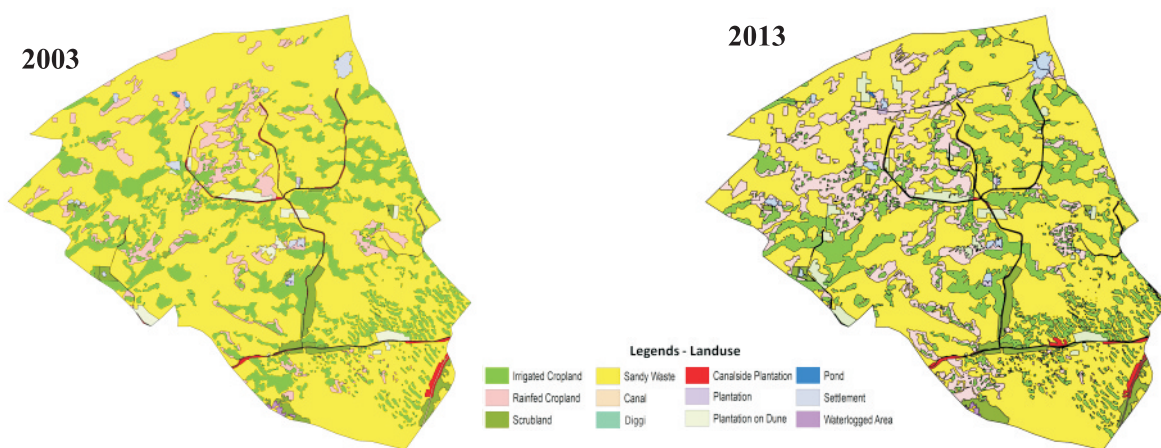 2003
2013
Legends - Landuse
Irrigated Cropland
Sandy Waste
Canalside Plantation
Pond
Rainfed Cropland
Canal
Plantation
Settlement
Scrubland
Diggi
Plantation on Dune
Waterlogged Area